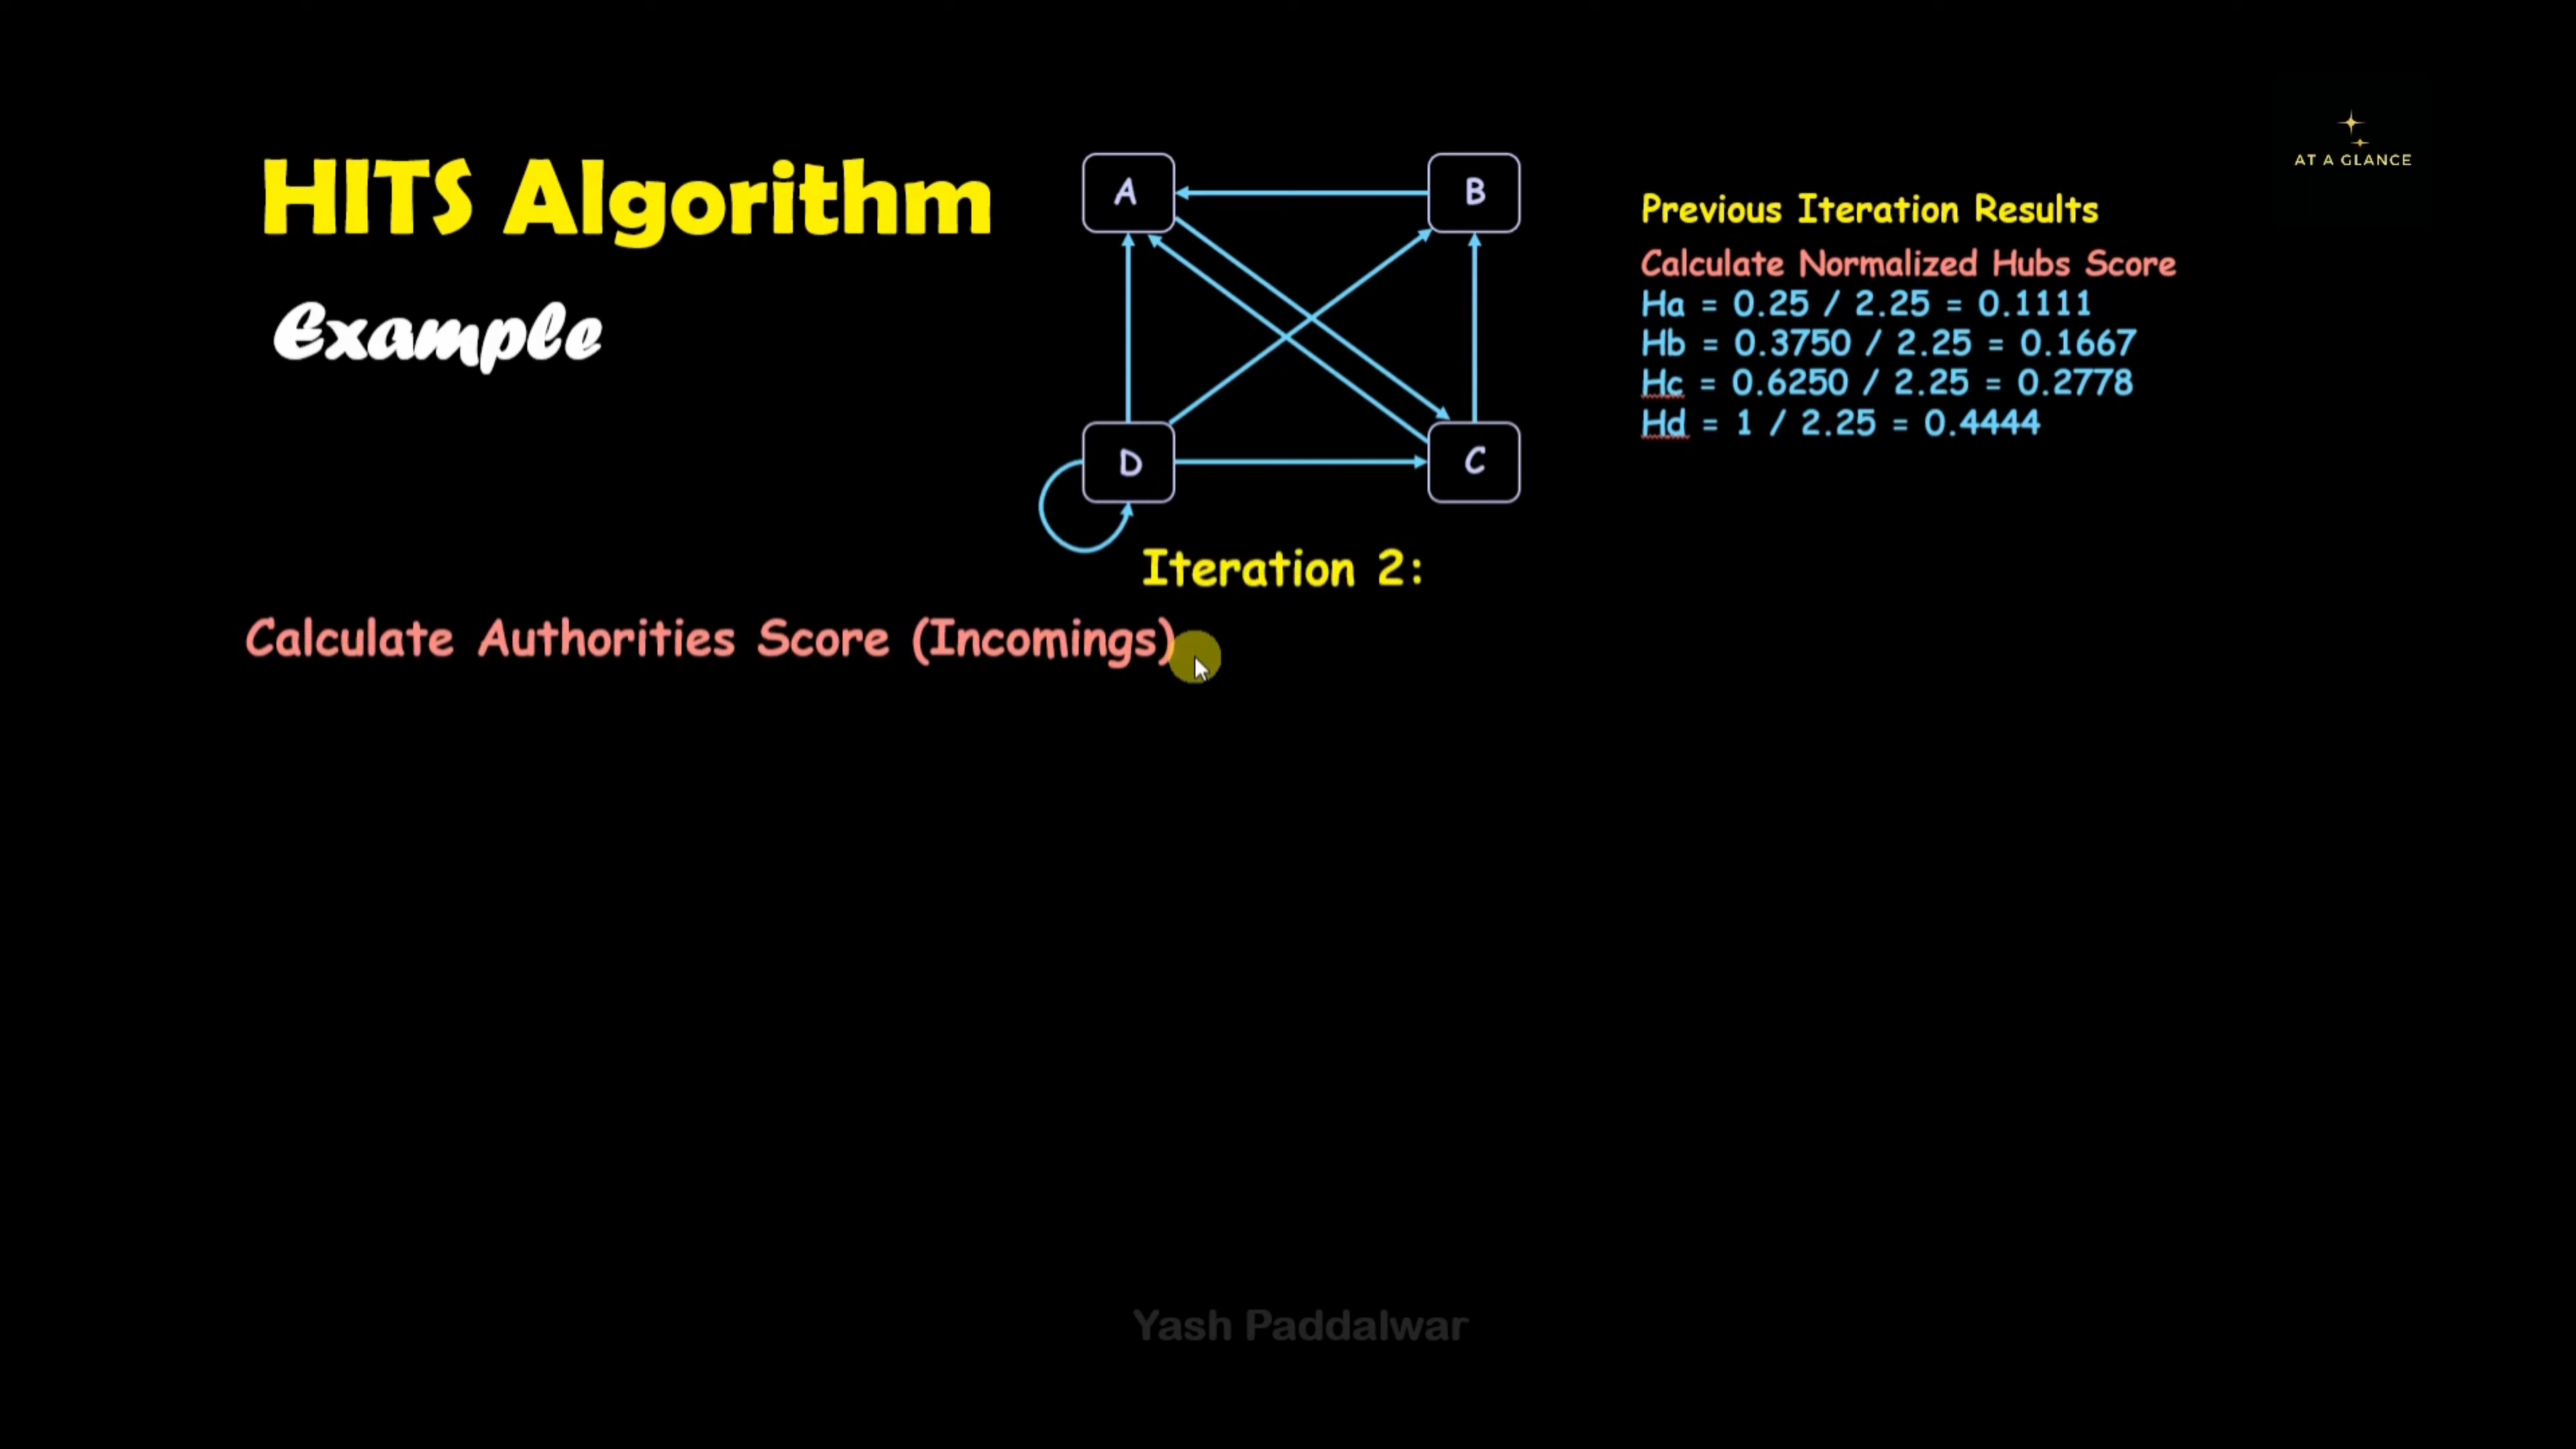 AT A GLANCE
HITS Algorithm
Example
A
B
D
C
Previous Iteration Results
Calculate Normalized Hubs Score
Ha = 0.25 / 2.25 = 0.1111
Hb = 0.3750 / 2.25 = 0.1667
Hc = 0.6250 / 2.25 = 0.2778
Hd = 1 / 2.25 = 0.4444
Iteration 2:
Calculate Authorities Score (Incomings)
Yash Paddalwar